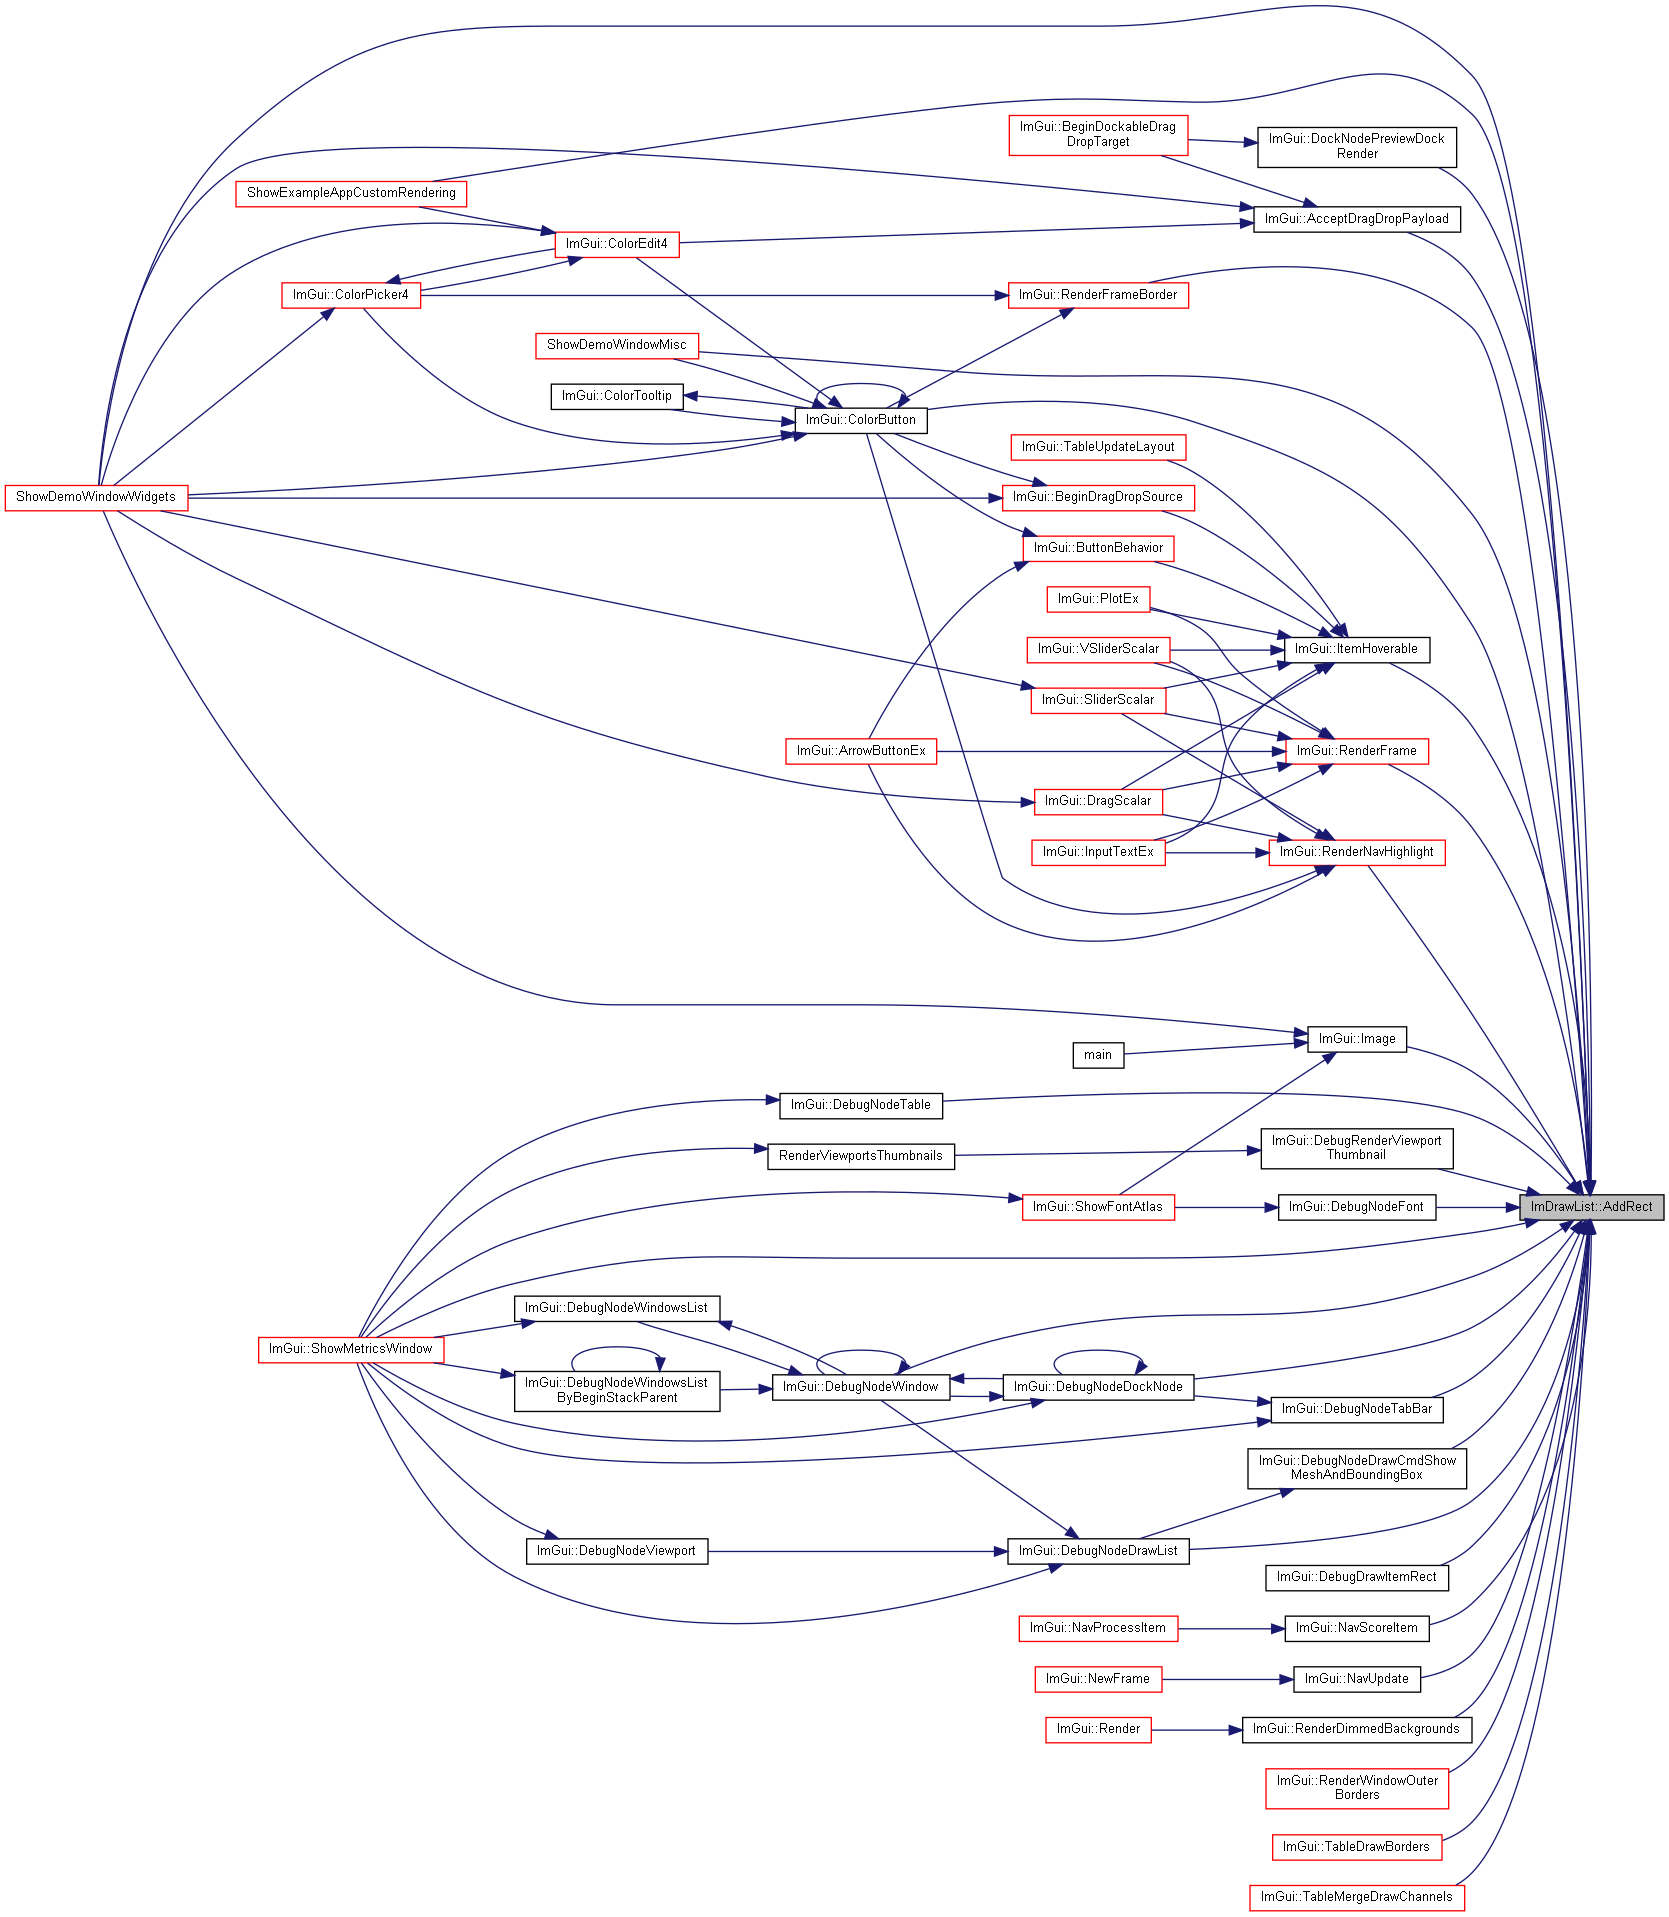 ImGui::BeginDockableDrag
DropTarget
ImGui::DockNodePreviewDock
Render
ShowExampleAppCustomRendering
ImGui::AcceptDragDropPayload
ImGui::ColorEdit4
ImGui::ColorPicker4
ImGui::RenderFrameBorder
ShowDemoWindowMisc
ImGui::ColorTooltip
ImGui::ColorButton
ImGui::TableUpdateLayout
ShowDemoWindowWidgets
ImGui::BeginDragDropSource
ImGui::ButtonBehavior
ImGui::PlotEx
ImGui::VSliderScalar
ImGui::ItemHoverable
ImGui::SliderScalar
ImGui::ArrowButtonEx
ImGui::RenderFrame
ImGui::DragScalar
ImGui::InputTextEx
ImGui::RenderNavHighlight
ImGui::Image
main
ImGui::DebugNodeTable
ImGui::DebugRenderViewport
Thumbnail
RenderViewportsThumbnails
ImGui::ShowFontAtlas
ImGui::DebugNodeFont
ImDrawList::AddRect
ImGui::DebugNodeWindowsList
ImGui::ShowMetricsWindow
ImGui::DebugNodeWindowsList
ByBeginStackParent
ImGui::DebugNodeWindow
ImGui::DebugNodeDockNode
ImGui::DebugNodeTabBar
ImGui::DebugNodeDrawCmdShow
MeshAndBoundingBox
ImGui::DebugNodeViewport
ImGui::DebugNodeDrawList
ImGui::DebugDrawItemRect
ImGui::NavProcessItem
ImGui::NavScoreItem
ImGui::NewFrame
ImGui::NavUpdate
ImGui::Render
ImGui::RenderDimmedBackgrounds
ImGui::RenderWindowOuter
Borders
ImGui::TableDrawBorders
ImGui::TableMergeDrawChannels